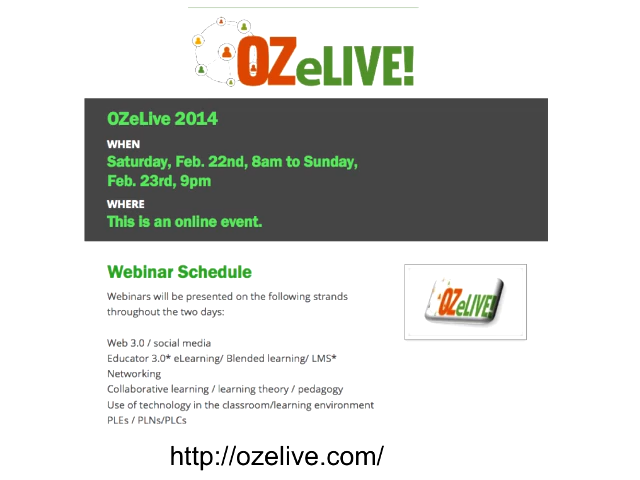 OZeLIVE!
OZeLive 2014
WHEN
Saturday, Feb. 22nd, 8am to Sunday,
Feb. 23rd, 9pm
WHERE
This is an online event.
Webinar Schedule
OZeLIVE!
Webinars will be presented on the following strands
throughout the two days:
Web 3.0 / social media
Educator 3.0* eLearning/ Blended learning/ LMS*
Networking
Collaborative learning / learning theory / pedagogy
Use of technology in the classroom/learning environment
PLEs / PLNs/PLCs
http://ozelive.com/